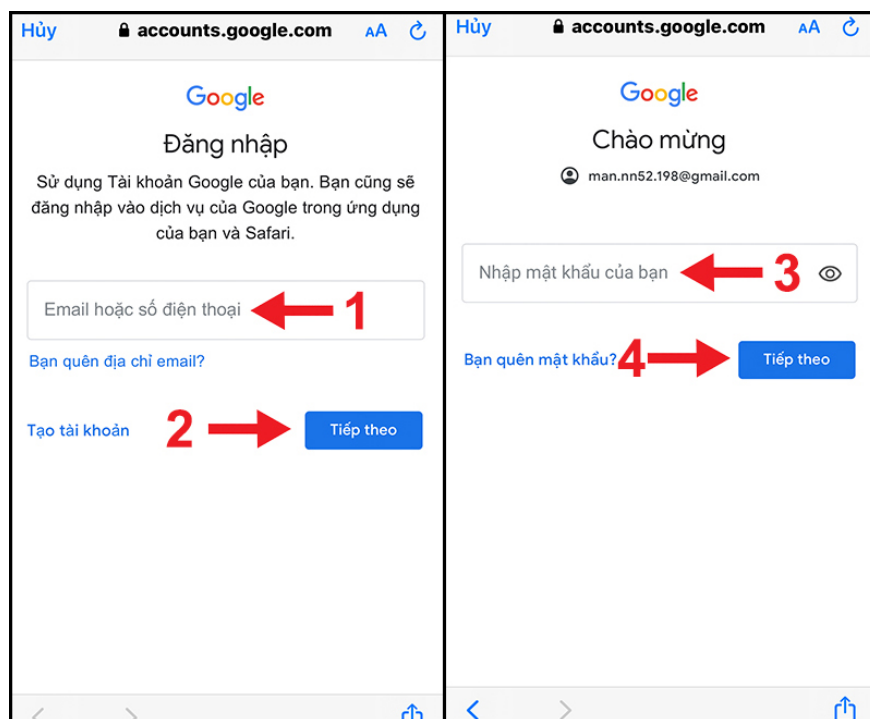 Hủy accounts.google.com AA
Google
Đăng nhập
Sử dụng Tài khoản Google của bạn. Bạn cũng sẽ
đăng nhập vào dịch vụ của Google trong ứng dụng
của bạn và Safari.
Email hoặc số điện thoại 1
Bạn quên địa chỉ email?
Tạo tài khoản 2 Tiếp theo
Hủy accounts.google.com AA
Google
Chào mừng
man.nn52.198@gmail.com
Nhập mật khẩu của bạn 3
Bạn quên mật khẩu? 4 Tiếp theo